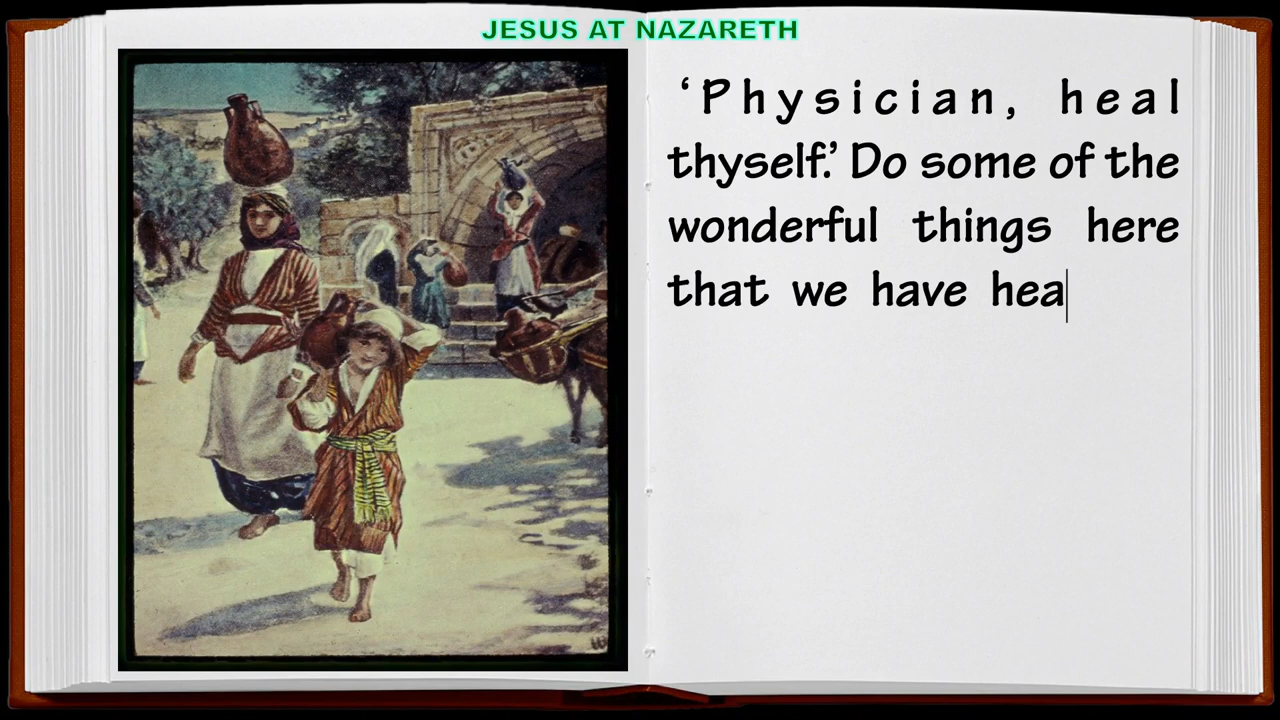 JESUS AT NAZARETH
‘Physician, heal
thyself.’ Do some of the
wonderful things here
that we have hea